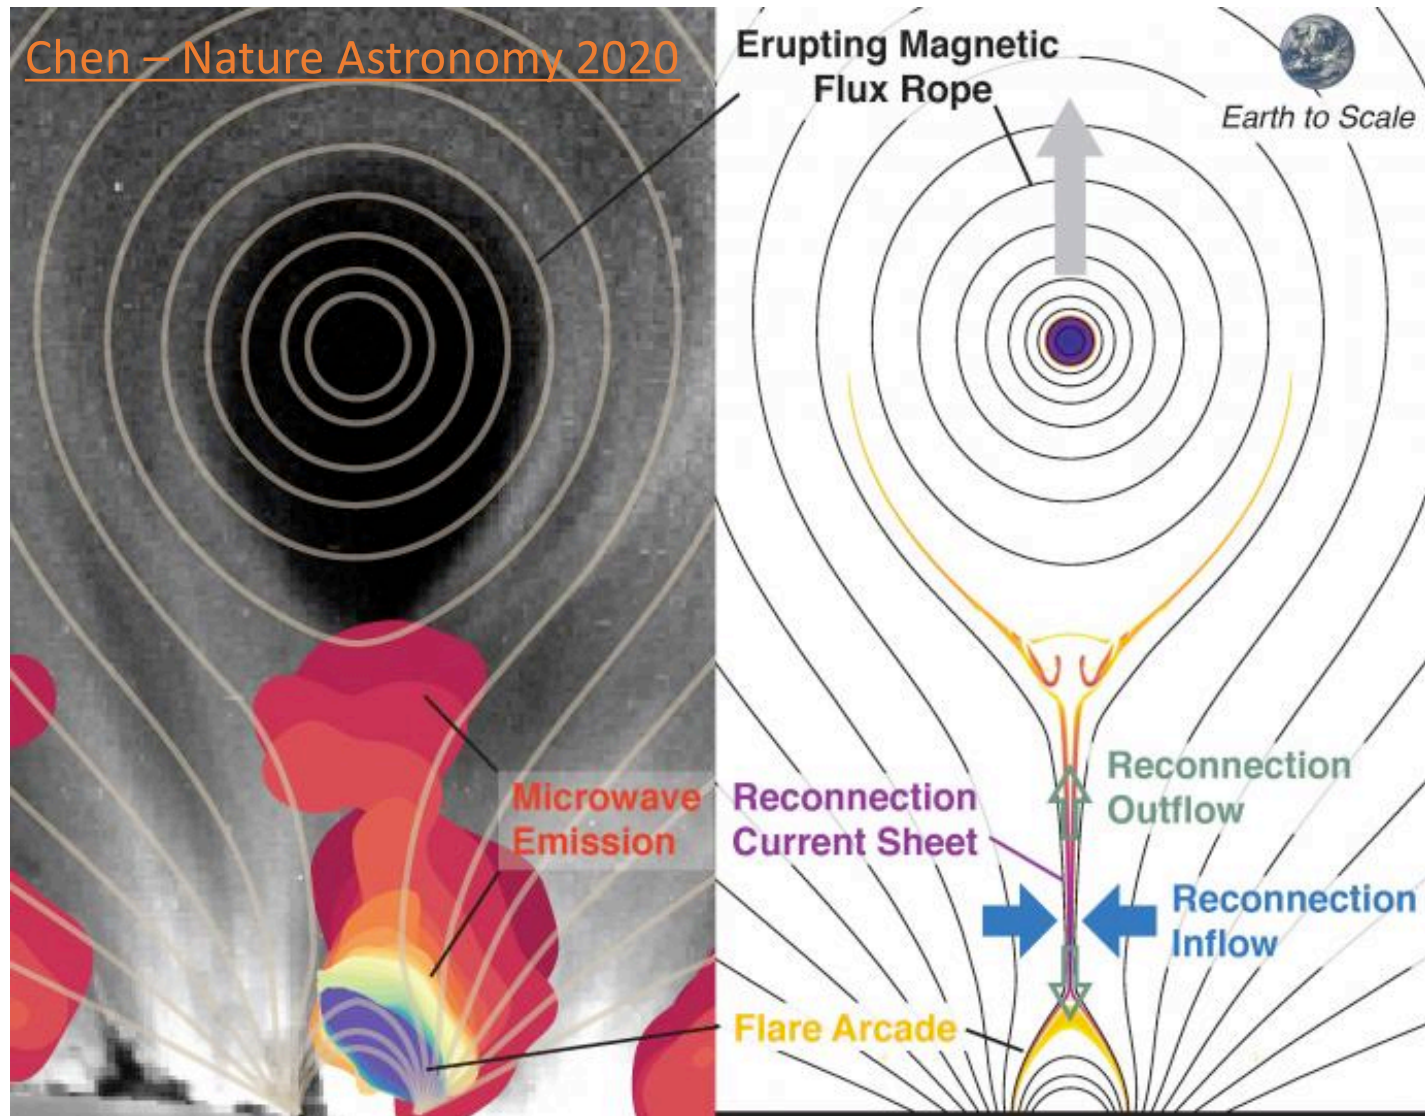 Chen – Nature Astronomy 2020
Erupting Magnetic
Flux Rope
Earth to Scale
Microwave
Emission
Reconnection
Current Sheet
Reconnection
Outflow
Reconnection
Inflow
Flare Arcade